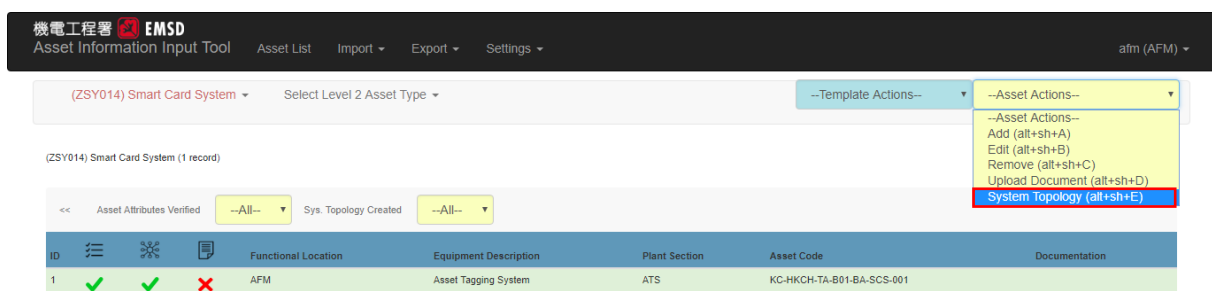 機電工程署 EMSD
Asset Information Input Tool Asset List Import Export Settings afm (AFM)
(ZSY014) Smart Card System Select Level 2 Asset Type --Template Actions-- --Asset Actions--
--Asset Actions--
Add (alt+sh+A)
Edit (alt+sh+B)
Remove (alt+sh+C)
Upload Document (alt+sh+D)
System Topology (alt+sh+E)
(ZSY014) Smart Card System (1 record)
<< Asset Attributes Verified --All-- Sys. Topology Created --All--
ID Functional Location Equipment Description Plant Section Asset Code Documentation
1 AFM Asset Tagging System ATS KC-HKCH-TA-B01-BA-SCS-001